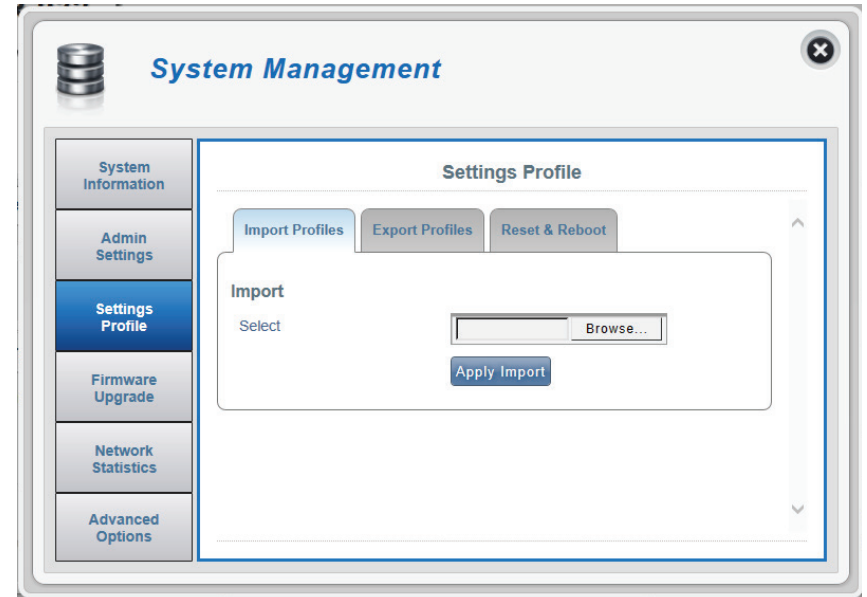 System Management
System
Information
Admin
Settings
Settings
Profile
Firmware
Upgrade
Network
Statistics
Advanced
Options
Settings Profile
Import Profiles
Export Profiles
Reset & Reboot
Import
Select
Browse...
Apply Import